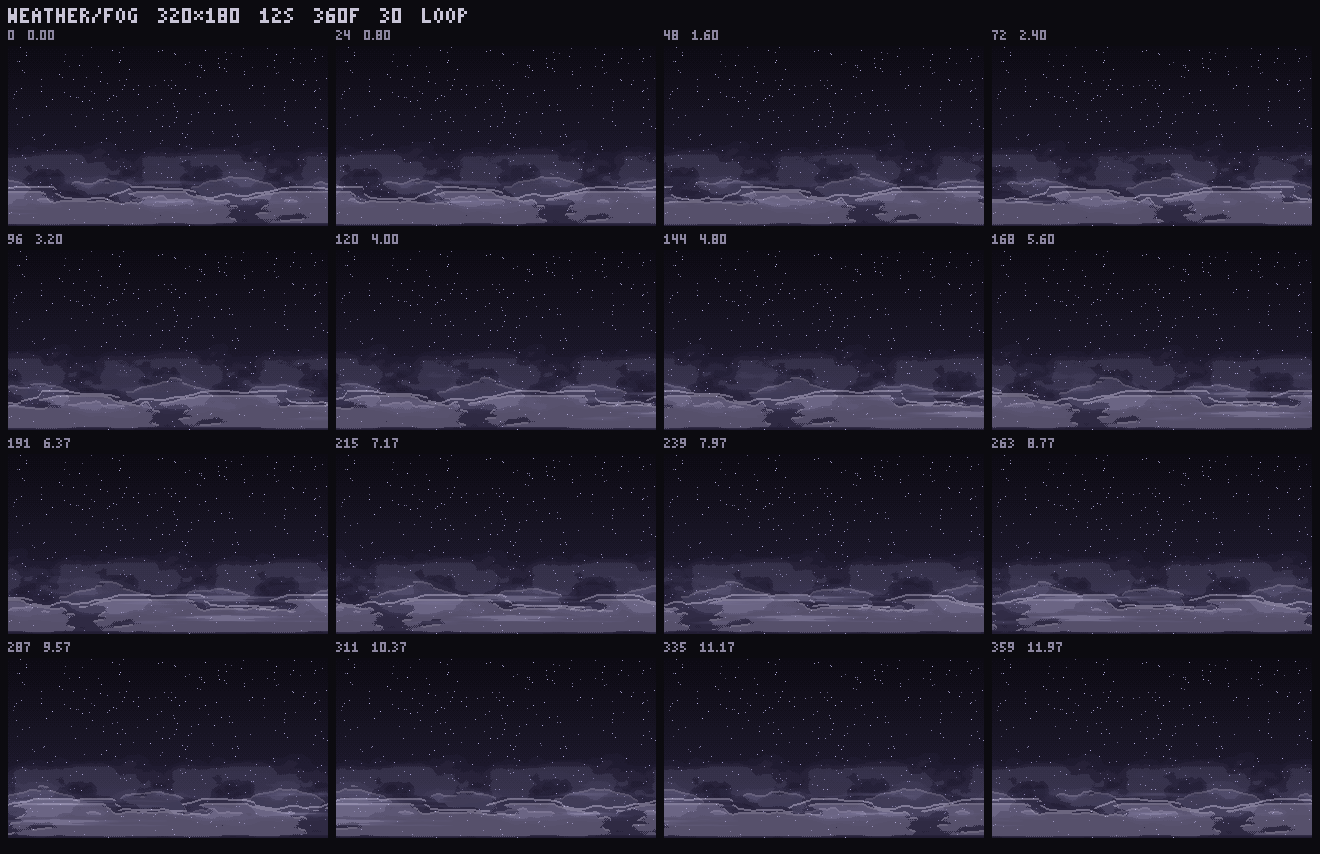 WEATHER/FOG 320×180 12S 360F 30 LOOP
0 0.00 24 0.80 48 1.60 72 2.40
96 3.20 120 4.00 144 4.80 168 5.60
191 6.37 215 7.17 239 7.97 263 8.77
287 9.57 311 10.37 335 11.17 359 11.97